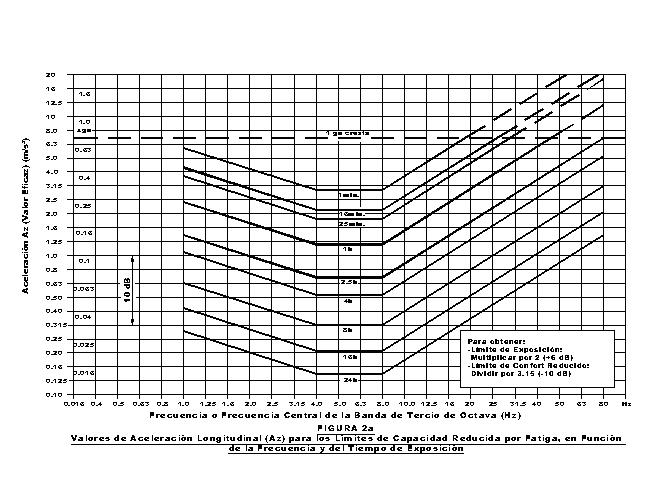 20
16
1.6
12.5
10
1.0
xgn
8.0
1 gn cresta
6.3
0.63
5.0
4.0
0.4
3.15
1min.
2.5
0.25
2.0
16min.
25min.
1.6
0.16
1.25
1h
1.0
0.1
0.8
2.5h
0.63
0.063
10 dB
0.50
4h
0.40
0.04
0.315
8h
0.25
0.025
0.20
16h
0.16
0.016
24h
0.125
0.10
Aceleración Az (Valor Eficaz) (m/s²)
Para obtener:
-Límite de Exposición:
Multiplicar por 2 (+6 dB)
-Límite de Confort Reducido:
Dividir por 3.15 (-10 dB)
0.016 0.4 0.5 0.63 0.8 1.0 1.25 1.6 2.0 2.5 3.15 4.0 5.0 6.3 8.0 10.0 12.5 16 20 25 31.5 40 50 63 80 Hz
Frecuencia o Frecuencia Central de la Banda de Tercio de Octava (Hz)
FIGURA 2a
Valores de Aceleración Longitudinal (Az) para los Límites de Capacidad Reducida por Fatiga, en Función
de la Frecuencia y del Tiempo de Exposición